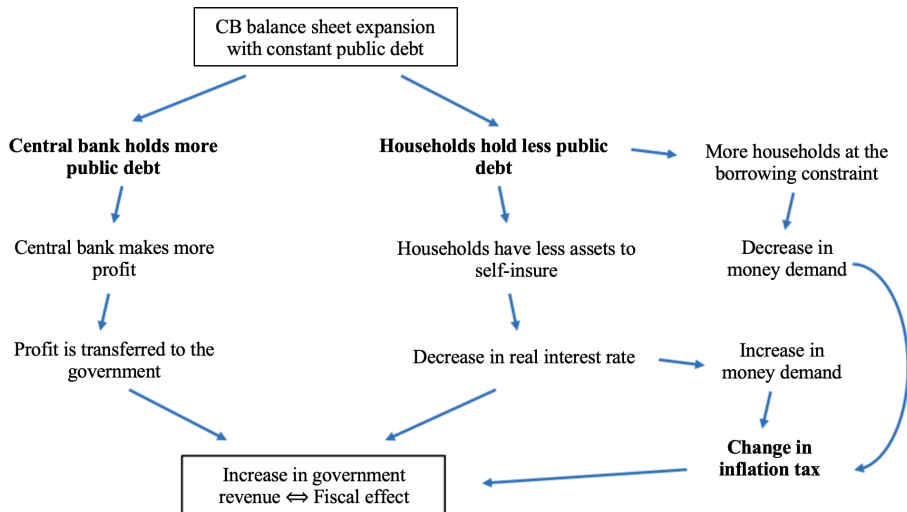 CB balance sheet expansion
with constant public debt
Central bank holds more
public debt
Households hold less public
debt
More households at the
borrowing constraint
Central bank makes more
profit
Households have less assets to
self-insure
Decrease in
money demand
Profit is transferred to the
government
Decrease in real interest rate
Increase in
money demand
Change in
inflation tax
Increase in government
revenue ⇔ Fiscal effect